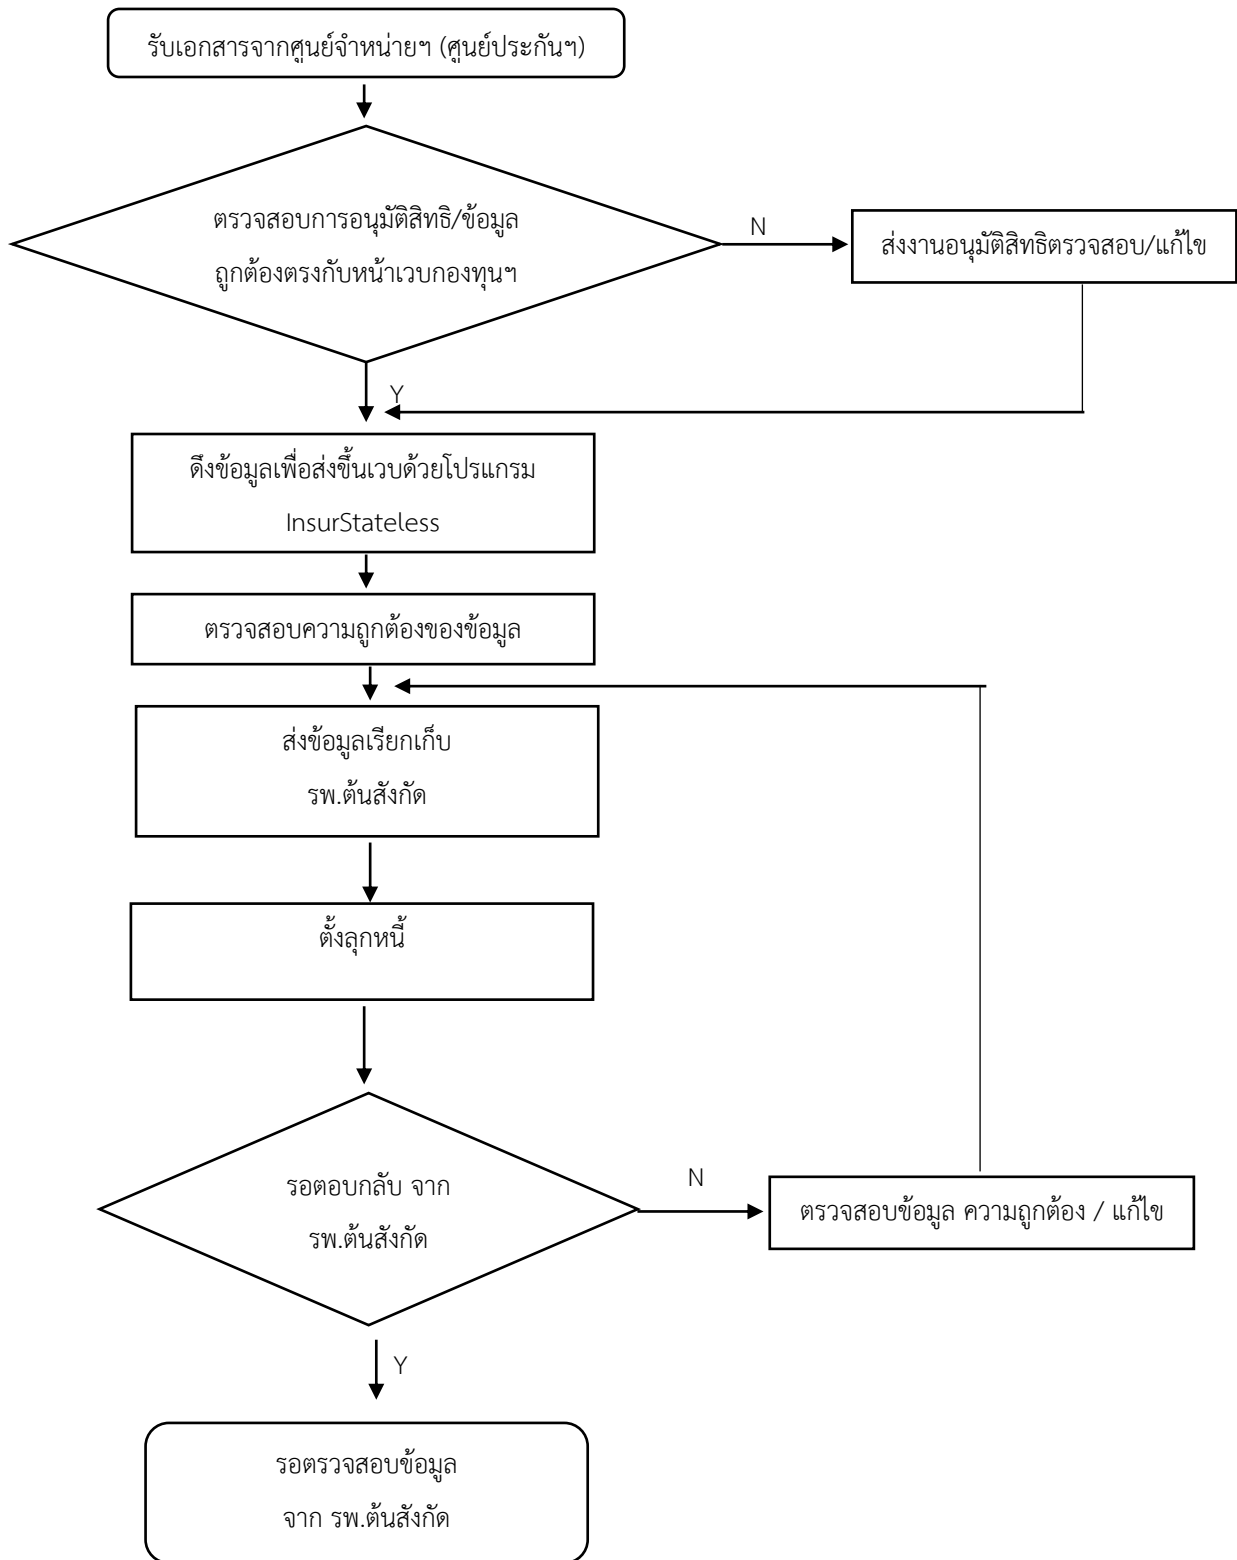 รับเอกสารจากศูนย์จำหน่ายฯ (ศูนย์ประกันฯ)
ตรวจสอบการอนุมัติสิทธิ/ข้อมูล
ถูกต้องตรงกับหน้าเวบกองทุนฯ
N
ส่งงานอนุมัติสิทธิตรวจสอบ/แก้ไข
Y
ดึงข้อมูลเพื่อส่งขึ้นเวบด้วยโปรแกรม
InsurStateless
ตรวจสอบความถูกต้องของข้อมูล
ส่งข้อมูลเรียกเก็บ
รพ.ต้นสังกัด
ตั้งลุกหนี้
รอตอบกลับ จาก
รพ.ต้นสังกัด
N
ตรวจสอบข้อมูล ความถูกต้อง / แก้ไข
Y
รอตรวจสอบข้อมูล
จาก รพ.ต้นสังกัด